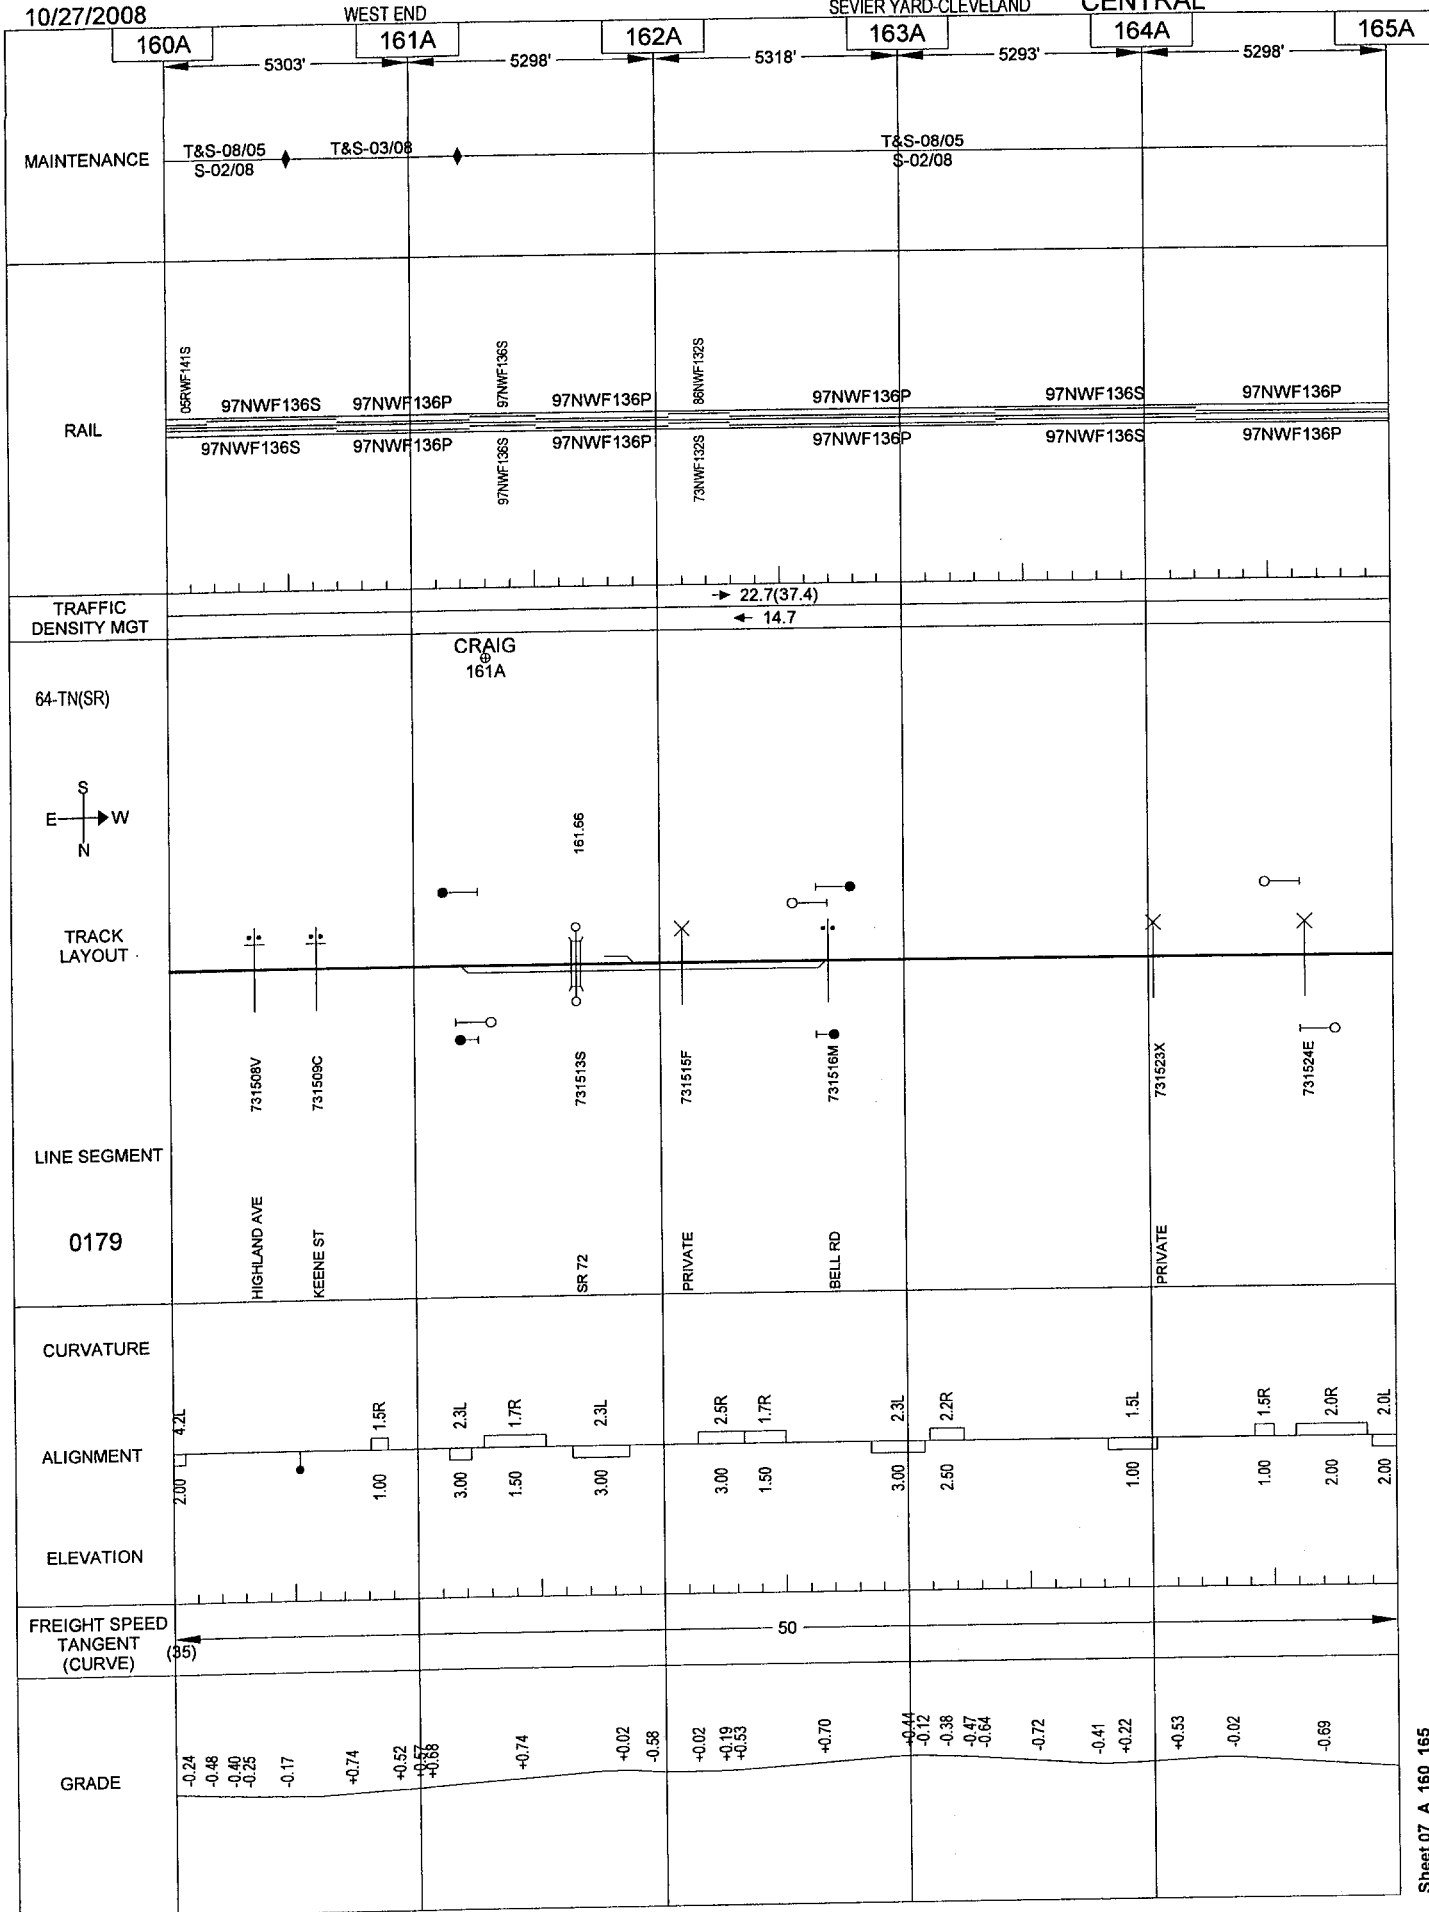 10/27/2008
WEST END
SEVIER YARD-CLEVELAND
CENTRAL
160A
161A
162A
163A
164A
165A
5303'
5298'
5318'
5293'
5298'
MAINTENANCE
T&S-08/05
S-02/08
T&S-03/08
T&S-08/05
S-02/08
RAIL
05RWF141S
97NWF136S
97NWF136P
97NWF136S
97NWF136P
86NWF132S
97NWF136P
97NWF136S
97NWF136P
97NWF136S
97NWF136P
97NWF136S
97NWF136P
73NWF132S
97NWF136P
97NWF136S
97NWF136P
TRAFFIC
DENSITY MGT
22.7(37.4)
14.7
CRAIG
161A
64-TN(SR)
S
E
W
N
161.66
TRACK
LAYOUT
731508V
731509C
731513S
731515F
731516M
731523X
731524E
LINE SEGMENT
0179
HIGHLAND AVE
KEENE ST
SR 72
PRIVATE
BELL RD
PRIVATE
CURVATURE
4.2L
1.5R
2.3L
1.7R
2.3L
2.5R
1.7R
2.3L
2.2R
1.5L
1.5R
2.0R
2.0L
ALIGNMENT
2.00
1.00
3.00
1.50
3.00
3.00
1.50
3.00
2.50
1.00
1.00
2.00
2.00
ELEVATION
FREIGHT SPEED
TANGENT
(CURVE)
(35)
50
GRADE
-0.24
-0.48
-0.40
-0.25
-0.17
+0.74
+0.52
+0.57
+0.68
+0.74
+0.02
-0.58
+0.02
+0.19
+0.53
+0.70
+0.44
-0.12
-0.38
-0.47
-0.64
-0.72
-0.41
+0.22
+0.53
-0.02
-0.69
Sheet 07_A_160_165